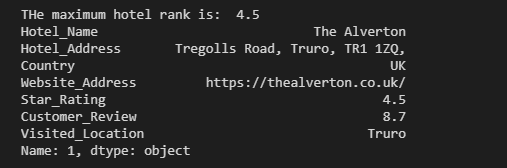 THe maximum hotel rank is:  4.5
Hotel_Name                            The Alverton
Hotel_Address       Tregolls Road, Truro, TR1 1ZQ,
Country                                         UK
Website_Address        https://thealverton.co.uk/
Star_Rating                                    4.5
Customer_Review                                8.7
Visited_Location                             Truro
Name: 1, dtype: object